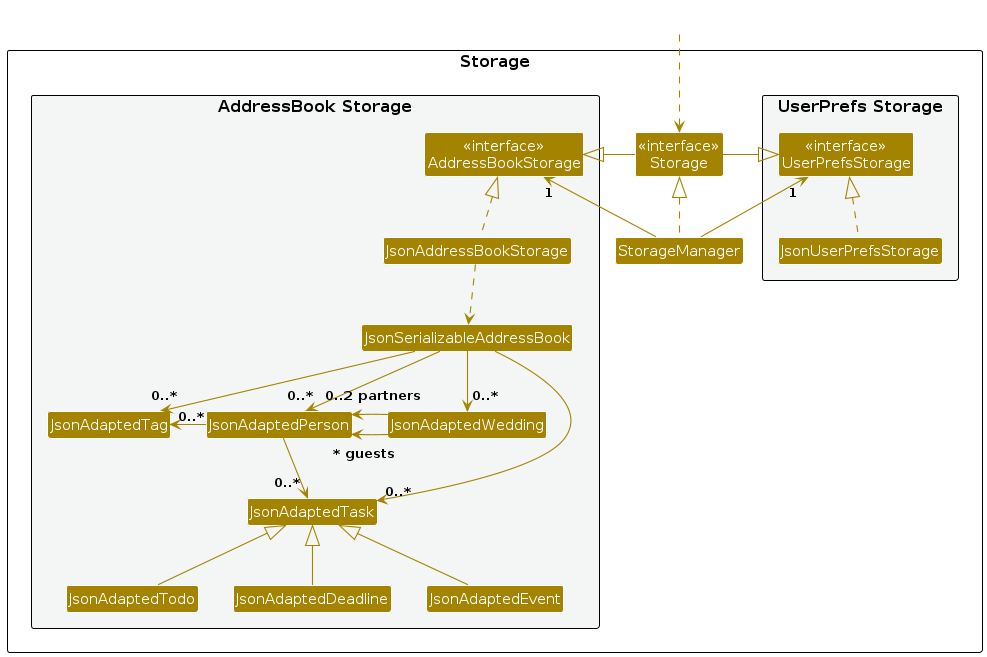 Storage
AddressBook Storage
UserPrefs Storage
«interface»
AddressBookStorage
«interface»
Storage
«interface»
UserPrefsStorage
1
1
JsonAddressBookStorage
StorageManager
JsonUserPrefsStorage
JsonSerializableAddressBook
0..*
0..*
0..2 partners
0..*
0..*
JsonAdaptedTag
JsonAdaptedPerson
JsonAdaptedWedding
* guests
0..*
0..*
JsonAdaptedTask
JsonAdaptedTodo
JsonAdaptedDeadline
JsonAdaptedEvent